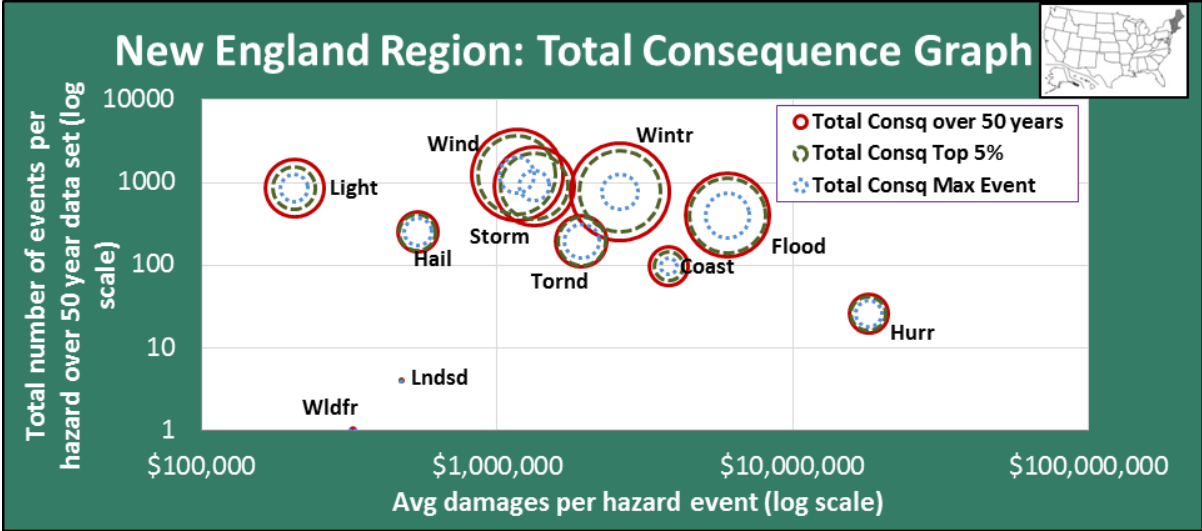 New England Region: Total Consequence Graph
Total number of events per
hazard over 50 year data set (log
scale)
10000
1000
100
10
1
Total Consq over 50 years
Total Consq Top 5%
Total Consq Max Event
Wind
Wintr
Light
Storm
Hail
Tornd
Coast
Flood
Hurr
Lndsd
Wldfr
$100,000
$1,000,000
$10,000,000
$100,000,000
Avg damages per hazard event (log scale)